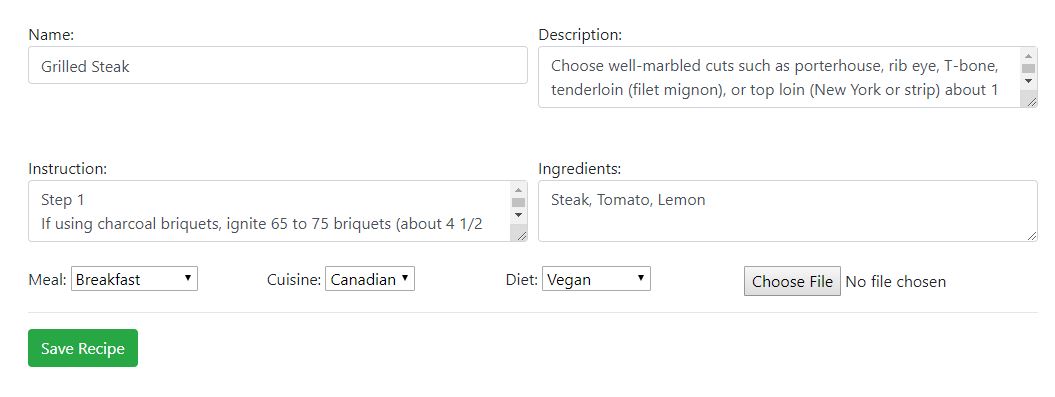 Name:
Grilled Steak
Description:
Choose well-marbled cuts such as porterhouse, rib eye, T-bone,
tenderloin (filet mignon), or top loin (New York or strip) about 1
Instruction:
Step 1
If using charcoal briquets, ignite 65 to 75 briquets (about 4 1/2
Ingredients:
Steak, Tomato, Lemon
Meal: Breakfast Cuisine: Canadian Diet: Vegan Choose File No file chosen
Save Recipe